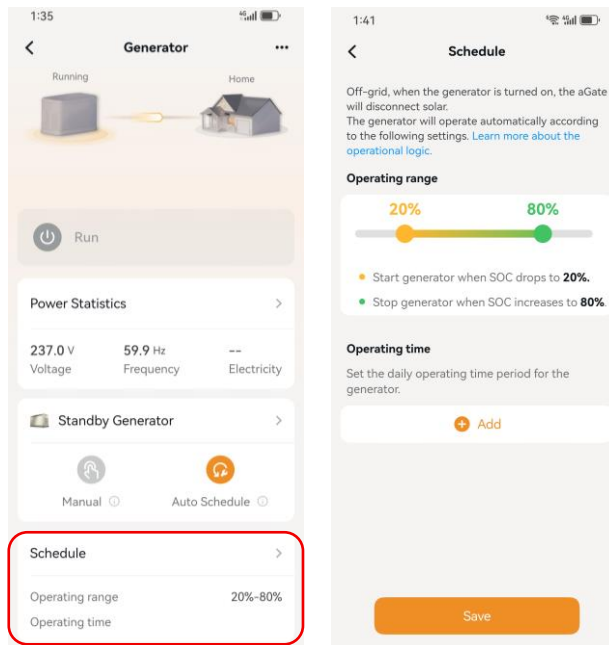 1:35
Generator
Running
Home
Run
Power Statistics
237.0 V
59.9 Hz
--
Voltage
Frequency
Electricity
Standby Generator
Manual
Auto Schedule
Schedule
Operating range
20%-80%
Operating time
1:41
Schedule
Off-grid, when the generator is turned on, the aGate
will disconnect solar.
The generator will operate automatically according
to the following settings. Learn more about the
operational logic.
Operating range
20%
80%
Start generator when SOC drops to 20%.
Stop generator when SOC increases to 80%.
Operating time
Set the daily operating time period for the
generator.
Add
Save